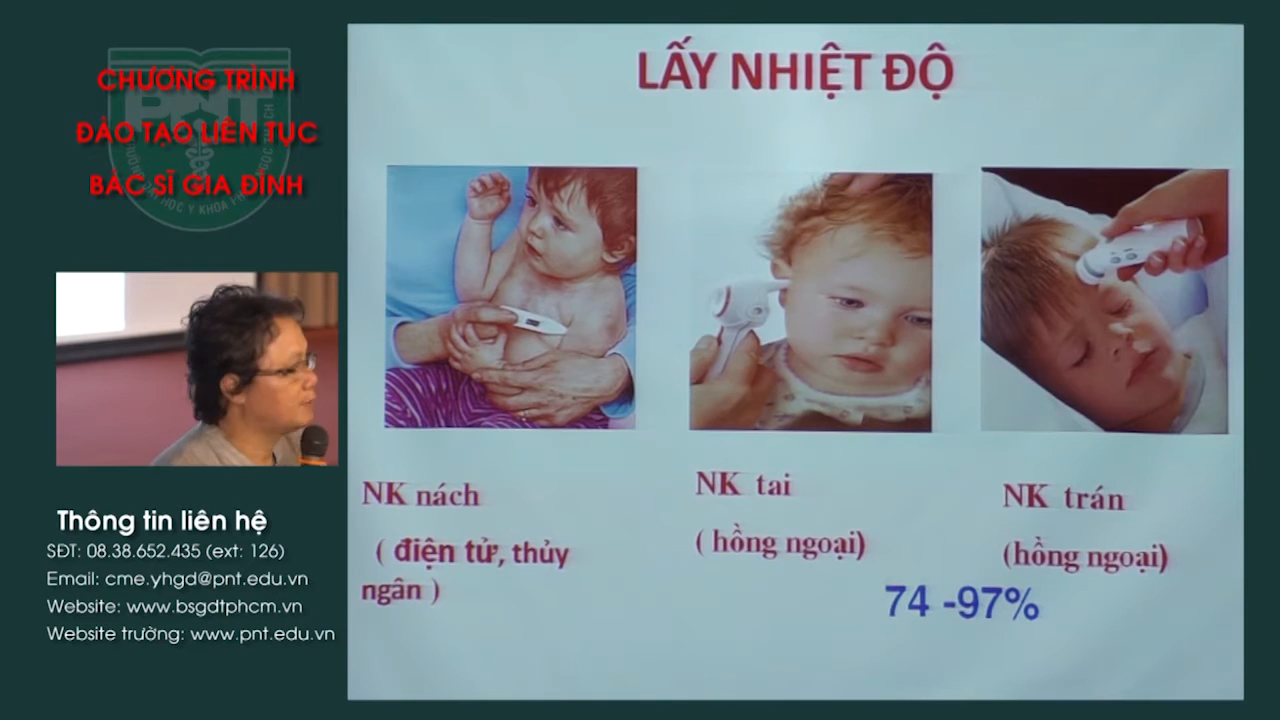 CHƯƠNG TRÌNH
ĐÀO TẠO LIÊN TỤC
BÁC SĨ GIA ĐÌNH
PNT
Thông tin liên hệ
SĐT: 08.38.652.435 (ext: 126)
Email: cme.yhgd@pnt.edu.vn
Website: www.bsgdtphcm.vn
Website trường: www.pnt.edu.vn
LẤY NHIỆT ĐỘ
NK nách
( điện tử, thủy
ngân )
NK tai
( hồng ngoại)
NK trán
(hồng ngoại)
74 -97%